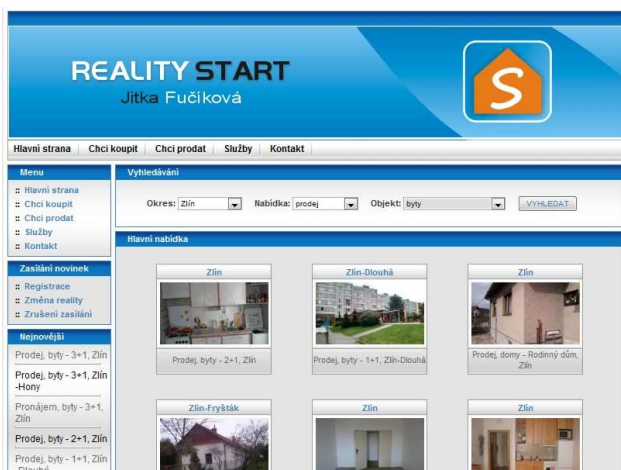 REALITY START
Jitka Fučíková
S
Hlavní strana
Chci koupit
Chci prodat
Služby
Kontakt
Menu
:: Hlavní strana
:: Chci koupit
:: Chci prodat
:: Služby
:: Kontakt
Zasílání novinek
:: Registrace
:: Změna reality
:: Zrušení zasílání
Nejnovější
Prodej, byty - 3+1, Zlín
Prodej, byty - 3+1, Zlín
-Hony
Pronájem, byty - 3+1,
Zlín
Prodej, byty - 2+1, Zlín
Prodej, byty - 1+1, Zlín
-Dlouhá
Vyhledávání
Okres: Zlín
Nabídka: prodej
Objekt: byty
VYHLEDAT
Hlavní nabídka
Zlín
Prodej, byty - 2+1, Zlín
Zlín-Dlouhá
Prodej, byty - 1+1, Zlín-Dlouhá
Zlín
Prodej, domy - Rodinný dům,
Zlín
Zlín-Fryšták
Zlín
Zlín